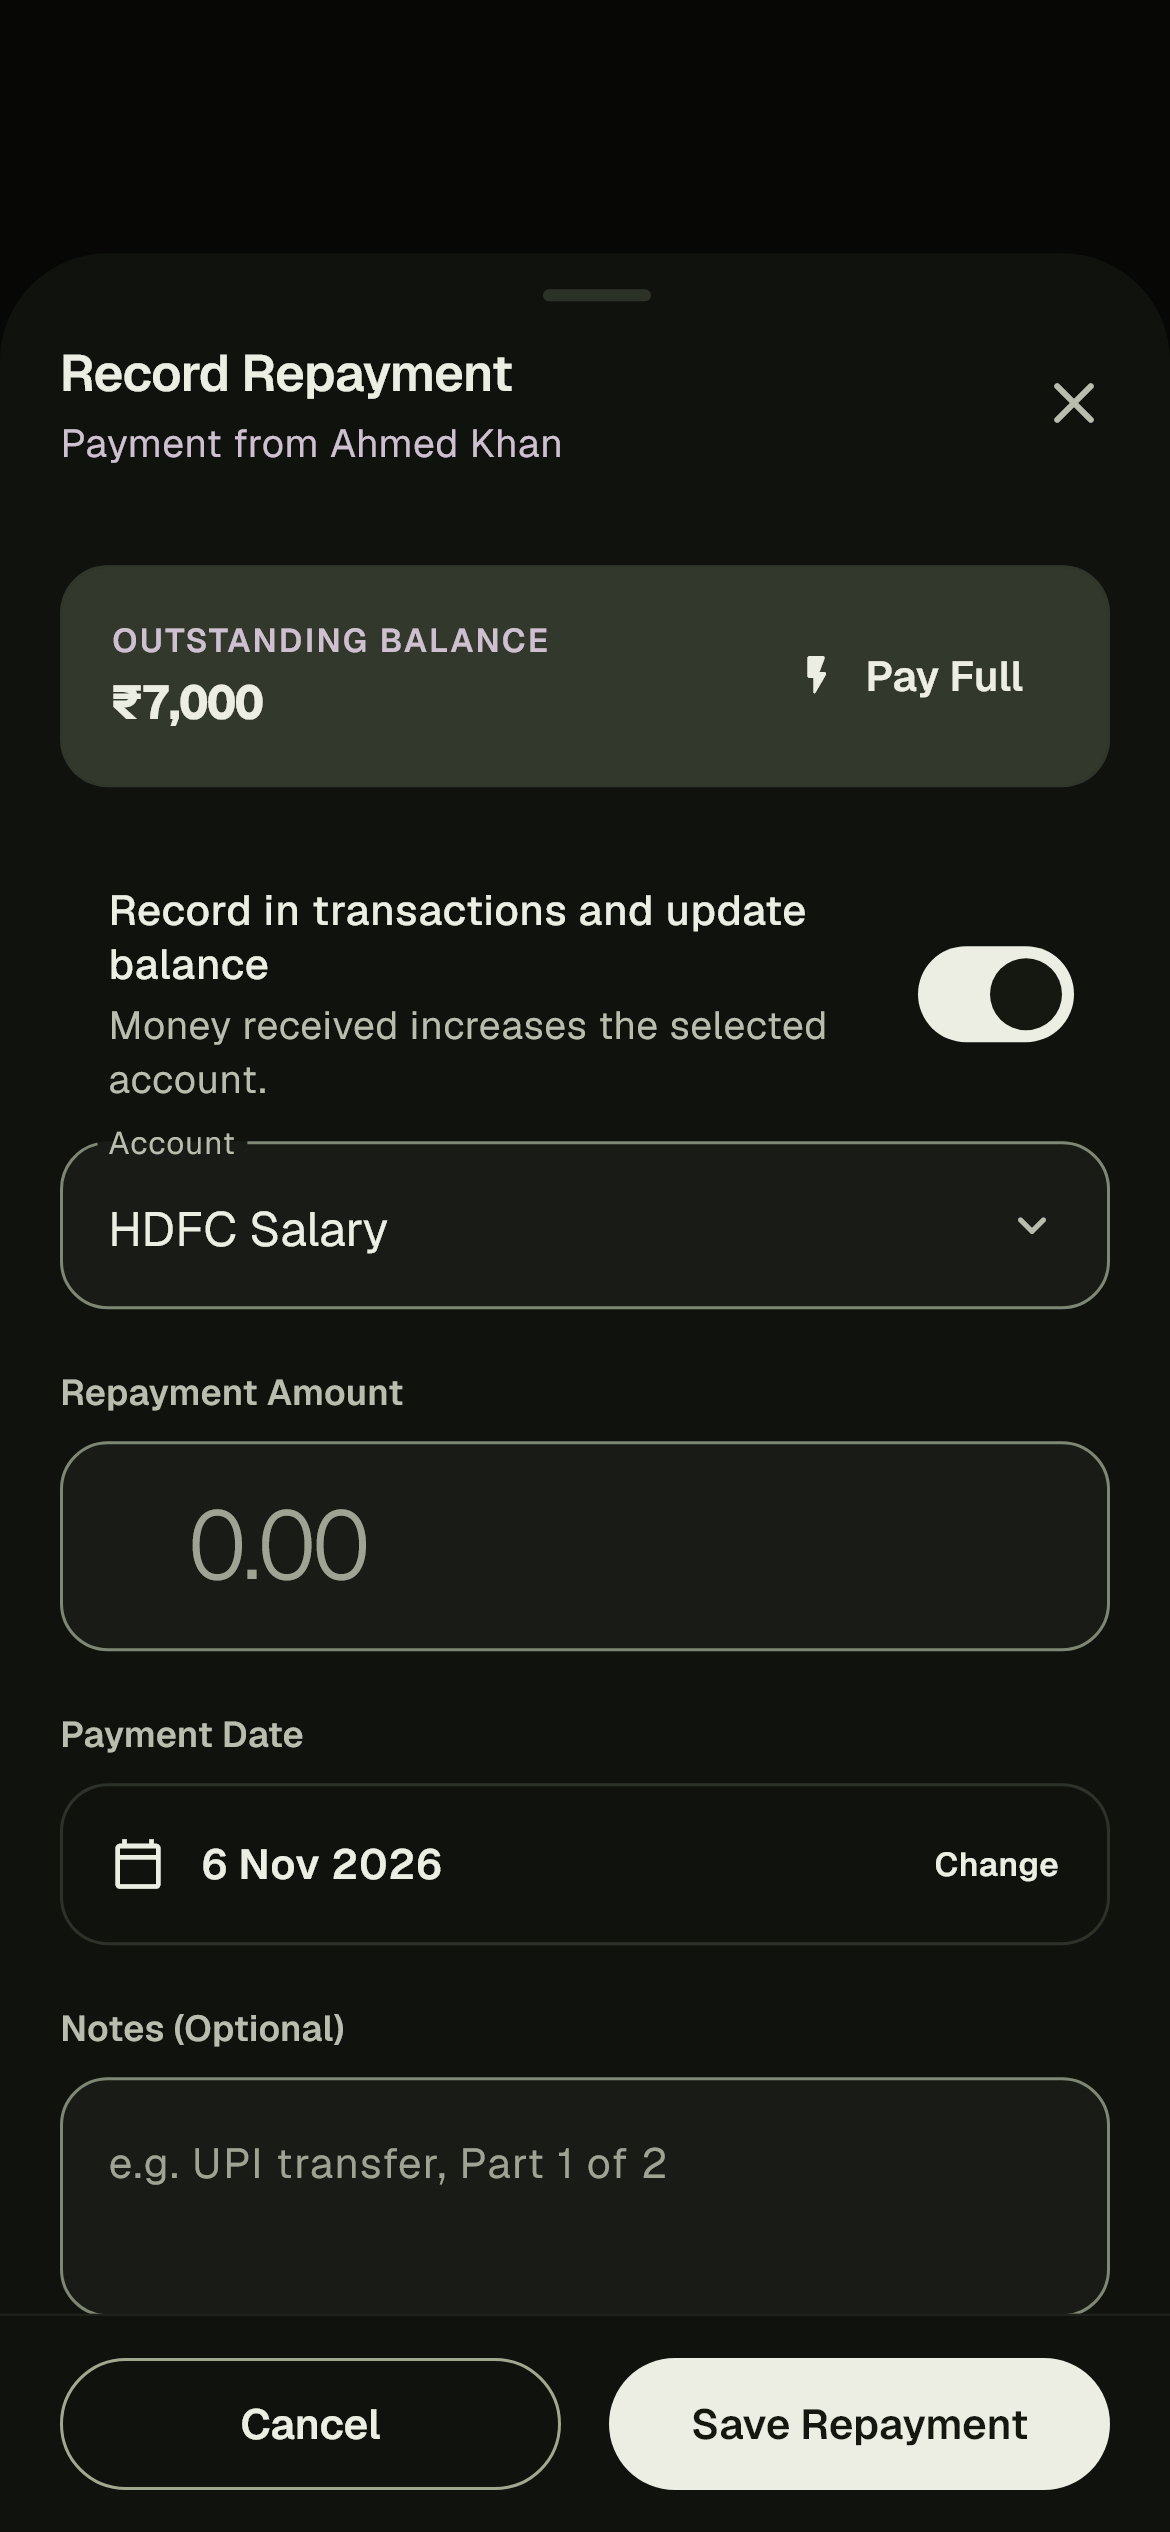 Record Repayment
Payment from Ahmed Khan
OUTSTANDING BALANCE
₹7,000
Pay Full
Record in transactions and update
balance
Money received increases the selected
account.
Account
HDFC Salary
Repayment Amount
0.00
Payment Date
6 Nov 2026
Change
Notes (Optional)
e.g. UPI transfer, Part 1 of 2
Cancel
Save Repayment